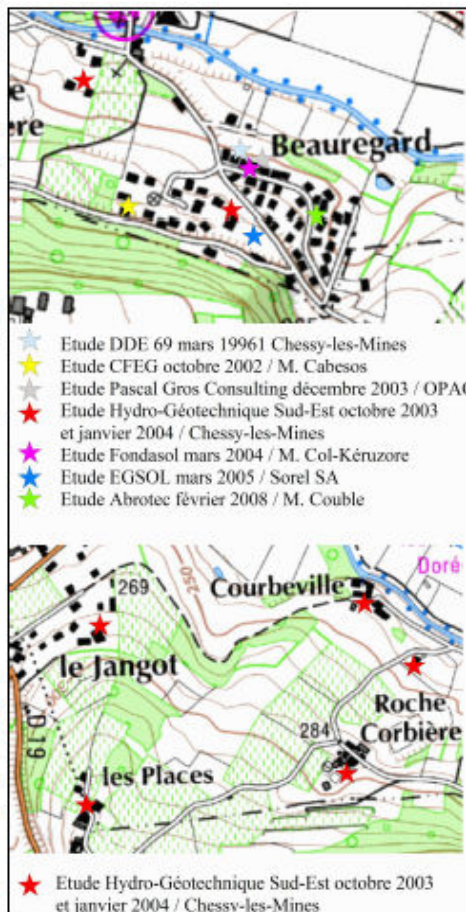 ere
Beauregard
Etude DDE 69 mars 19961 Chessy-les-Mines
Etude CFEG octobre 2002 / M. Cabesos
Etude Pascal Gros Consulting décembre 2003 / OPAC
Etude Hydro-Géotechnique Sud-Est octobre 2003
et janvier 2004 / Chessy-les-Mines
Etude Fondasol mars 2004 / M. Col-Kéruzore
Etude EGSOL mars 2005 / Sorel SA
Etude Abrotec février 2008 / M. Couble
269
250
Courbeville
Doré
le Jangot
D 19
Roche
Corbière
284
les Places
Etude Hydro-Géotechnique Sud-Est octobre 2003
et janvier 2004 / Chessy-les-Mines